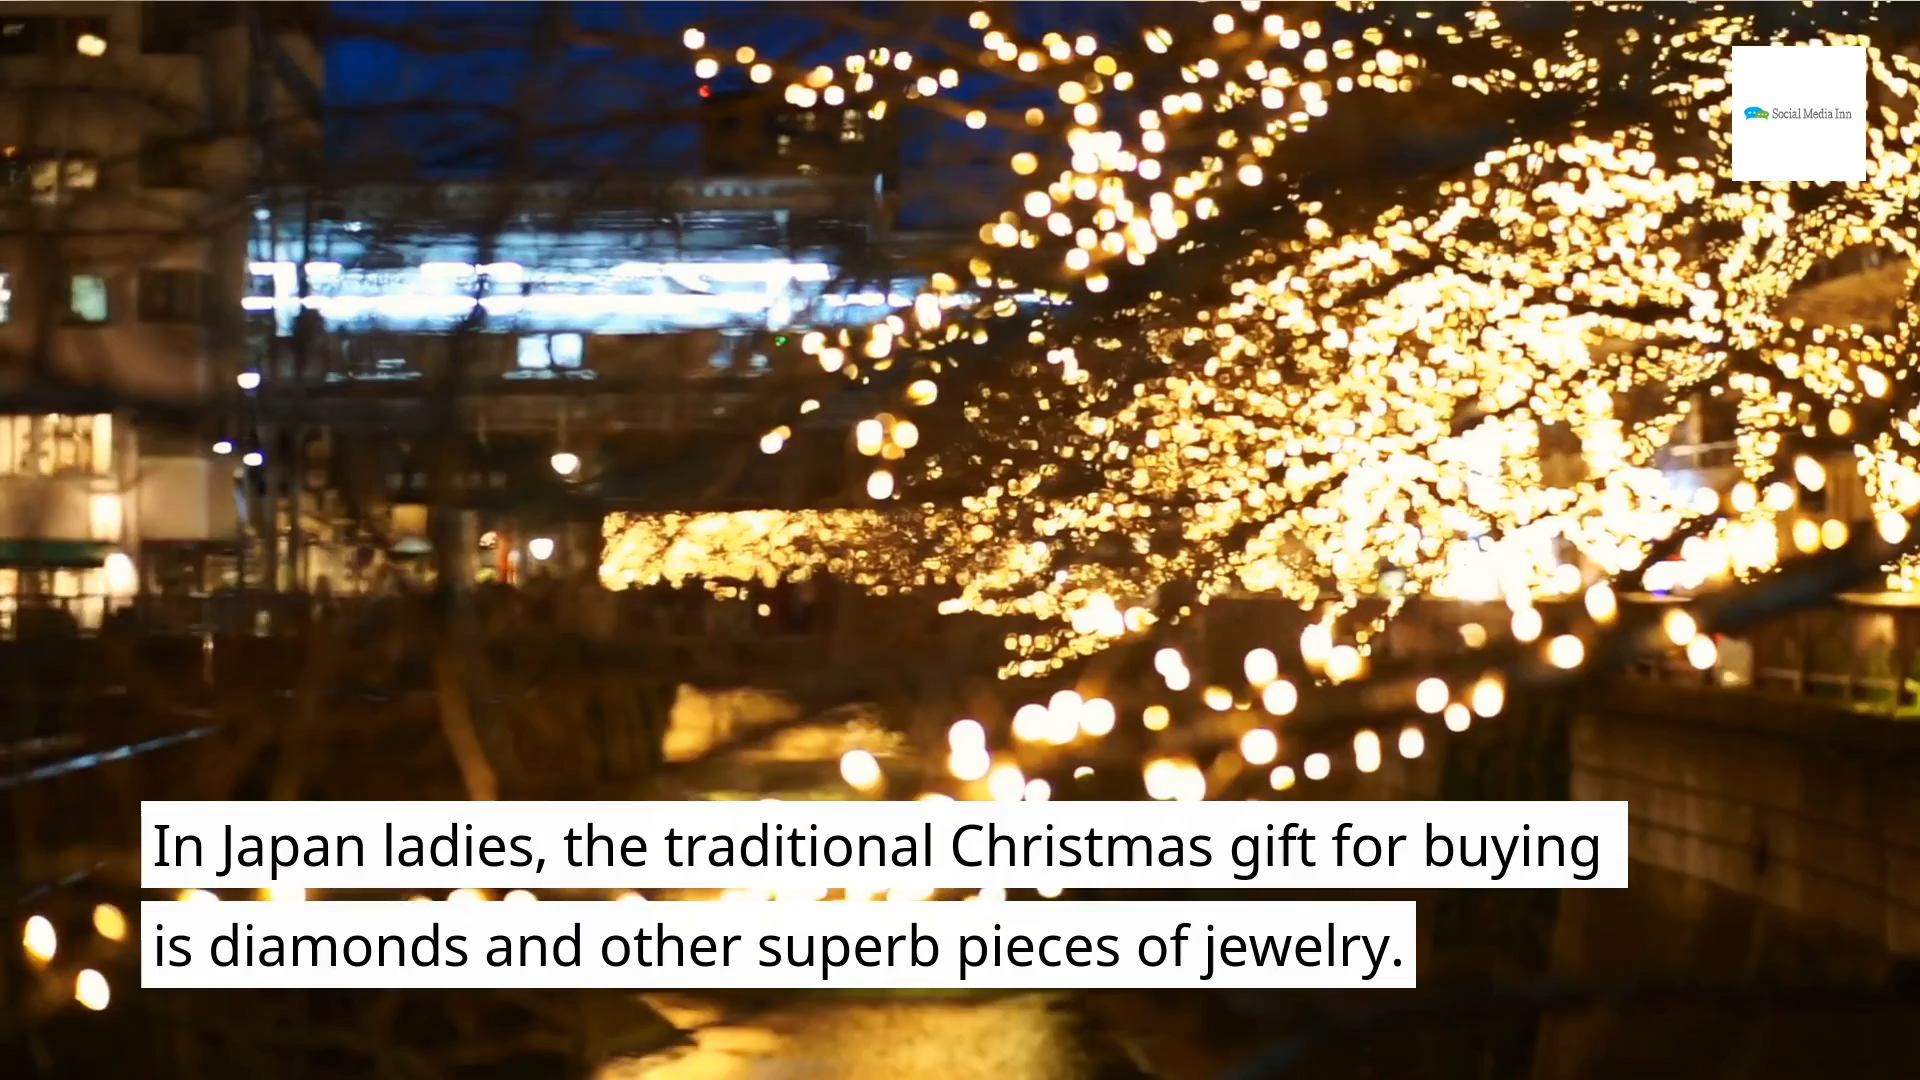 Social Media Inn
In Japan ladies, the traditional Christmas gift for buying
is diamonds and other superb pieces of jewelry.